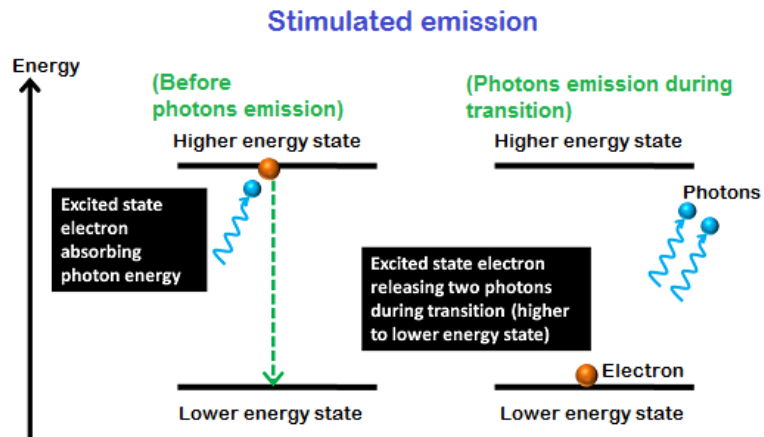 Stimulated emission
Energy
(Before
photons emission)
Higher energy state
Excited state
electron
absorbing
photon energy
Lower energy state
(Photons emission during
transition)
Higher energy state
Photons
Excited state electron
releasing two photons
during transition (higher
to lower energy state)
Electron
Lower energy state